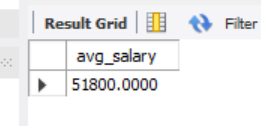 Result Grid Filter
avg_salary
51800.0000